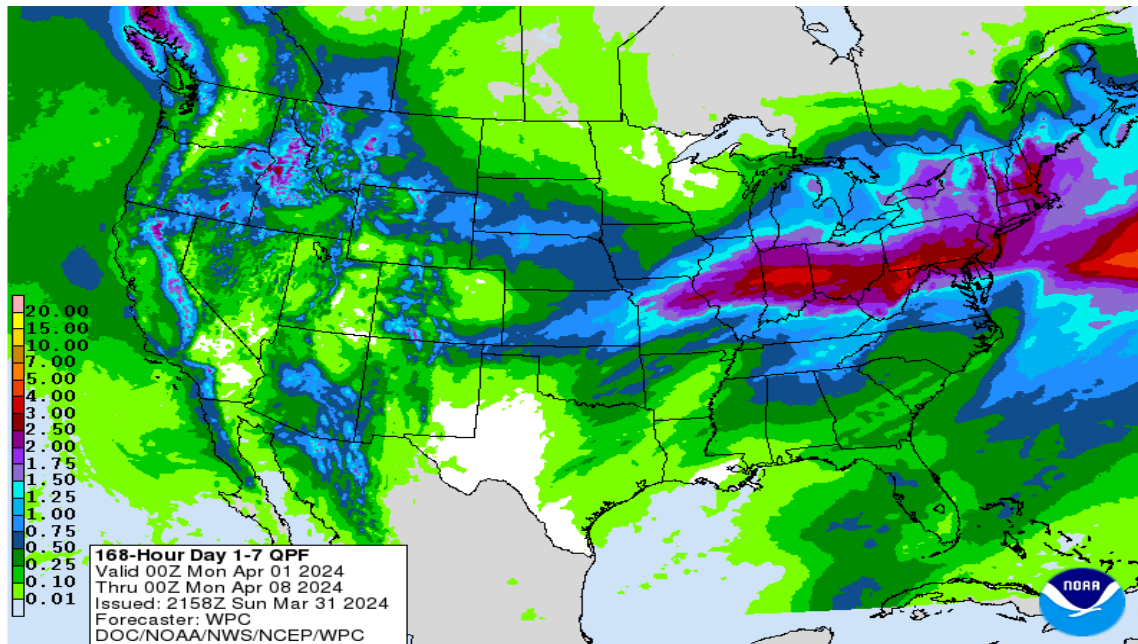 20.00
15.00
10.00
7.00
5.00
4.00
3.00
2.50
2.00
1.75
1.50
1.25
1.00
0.75
0.50
0.25
0.10
0.01
168-Hour Day 1-7 QPF
Valid 00Z Mon Apr 01 2024
Thru 00Z Mon Apr 08 2024
Issued: 2158Z Sun Mar 31 2024
Forecaster: WPC
DOC/NOAA/NWS/NCEP/WPC
NOAA